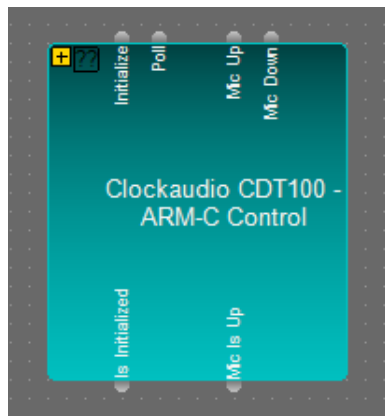 +
??
Initialize
Poll
Mic Up
Mic Down
Clockaudio CDT100 -
ARM-C Control
Is Initialized
Mic Is Up